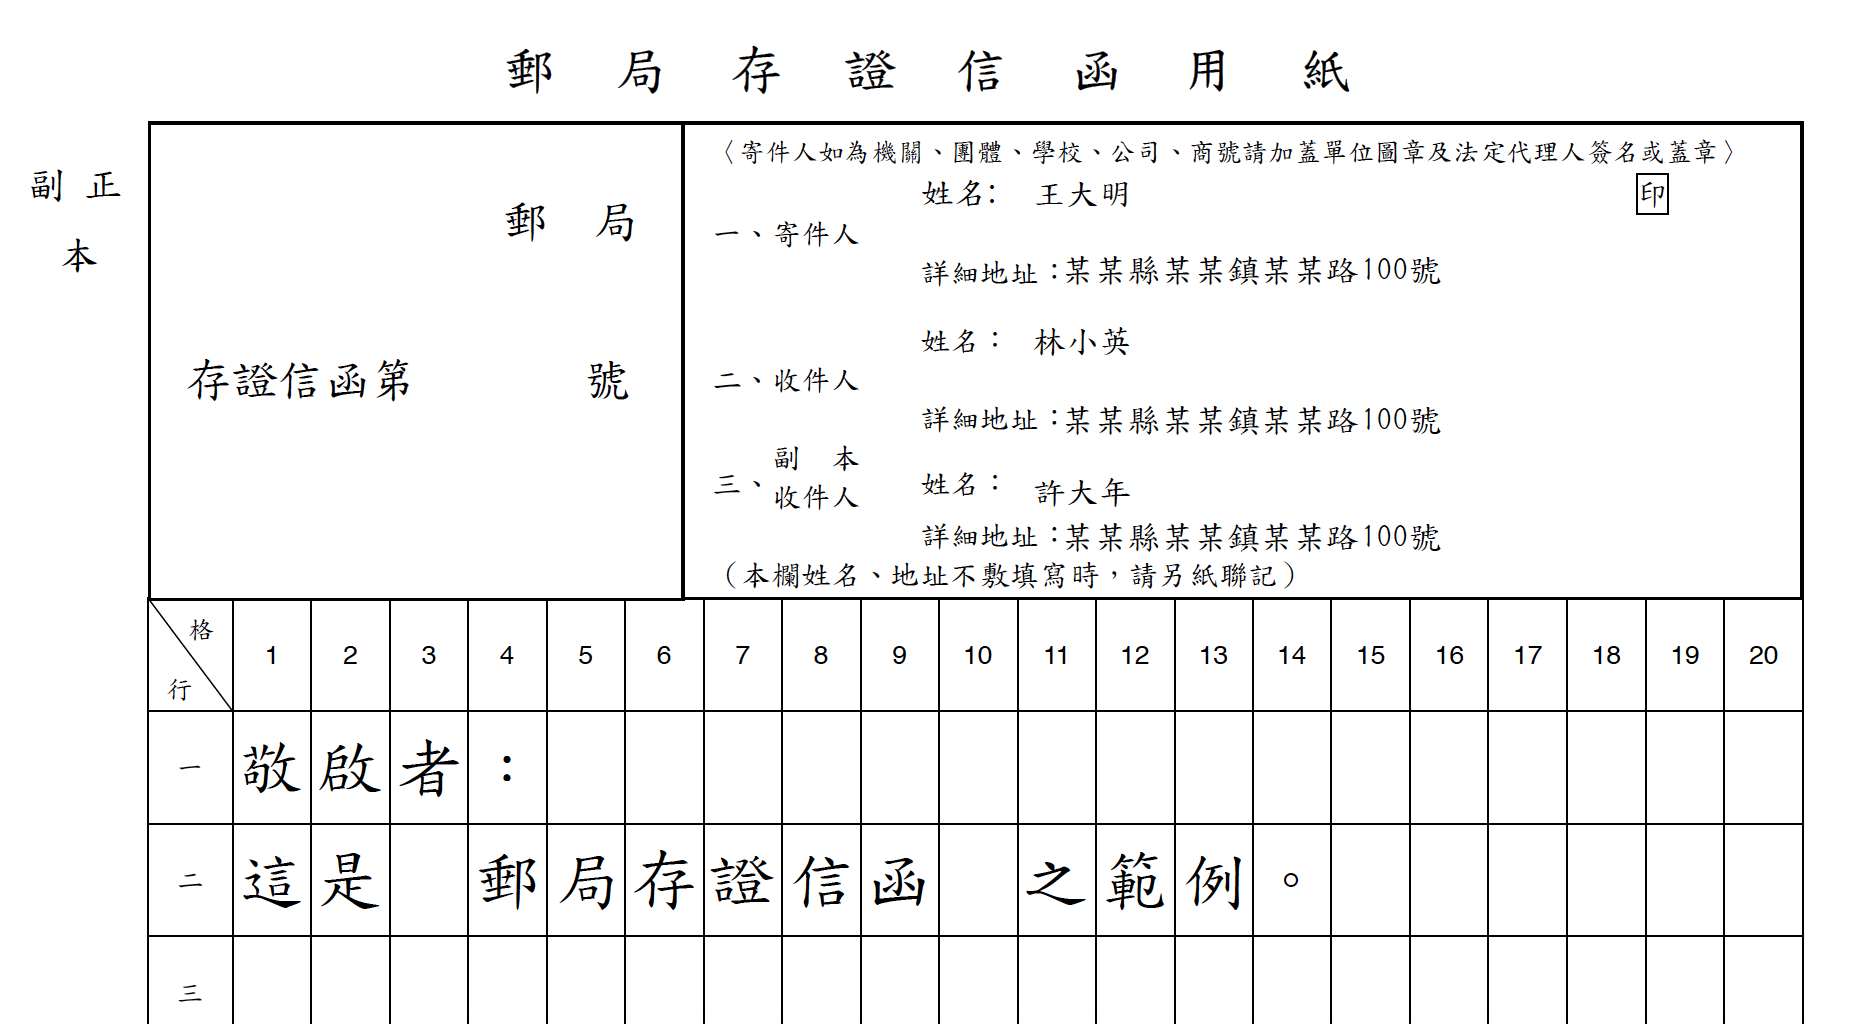 郵局存證信函用紙
副 正
本
郵 局
存證信函第 號
〈寄件人如為機關、團體、學校、公司、商號請加蓋單位圖章及法定代理人簽名或蓋章〉
一、寄件人
姓名： 王大明 印
詳細地址：某某縣某某鎮某某路100號
二、收件人
姓名： 林小英
詳細地址：某某縣某某鎮某某路100號
三、副 本 收件人
姓名： 許大年
詳細地址：某某縣某某鎮某某路100號
（本欄姓名、地址不敷填寫時，請另紙聯記）
格 行 1 2 3 4 5 6 7 8 9 10 11 12 13 14 15 16 17 18 19 20
一 敬啟者：
二 這是 郵局存證信函 之範例。
三